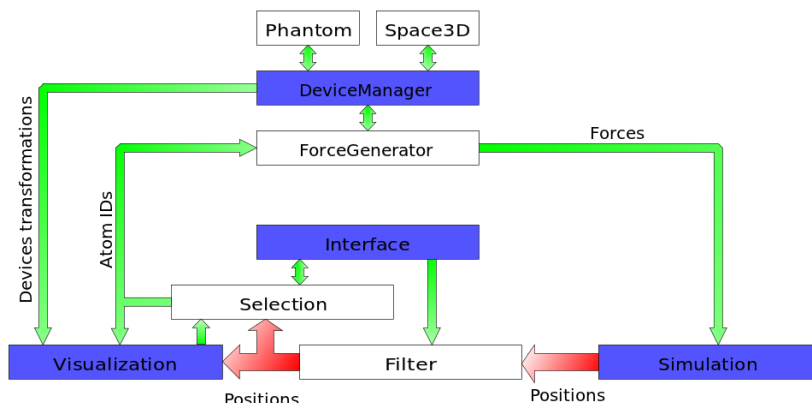 Phantom
Space3D
DeviceManager
Devices transformations
Atom IDs
ForceGenerator
Forces
Interface
Selection
Visualization
Filter
Simulation
Positions
Positions